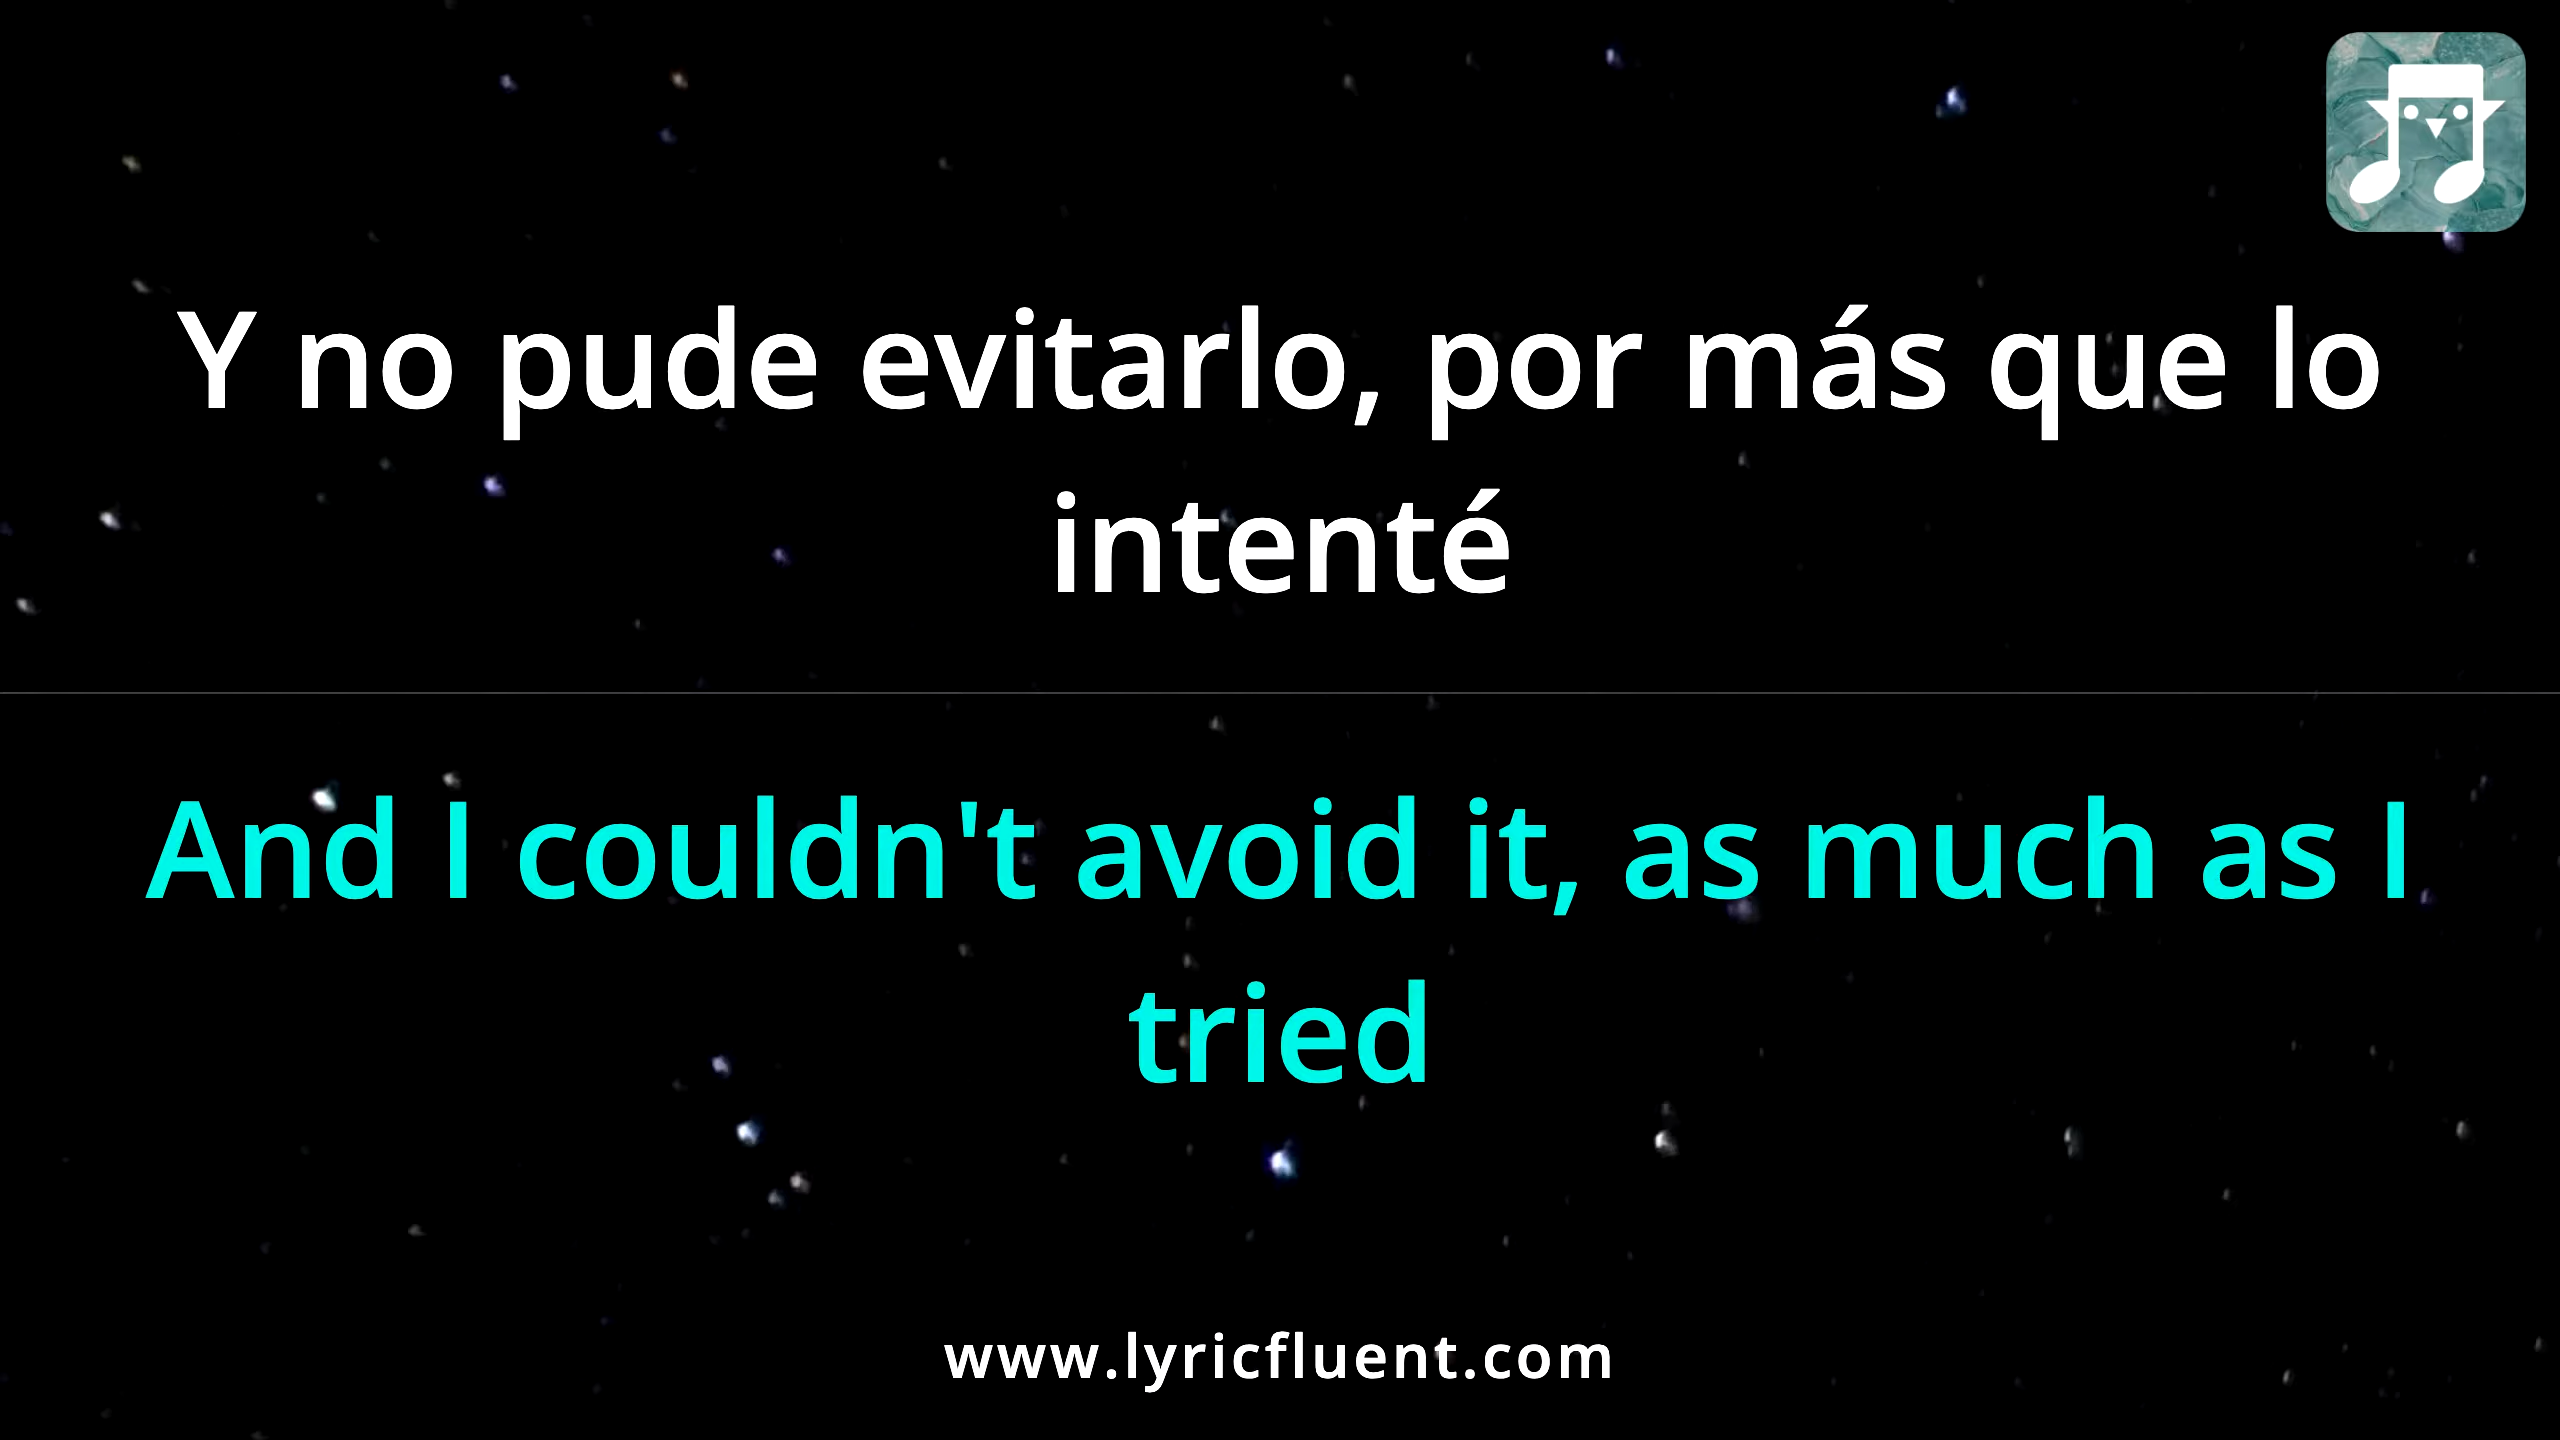 Y no pude evitarlo, por más que lo
intenté
And I couldn't avoid it, as much as I
tried
www.lyricfluent.com